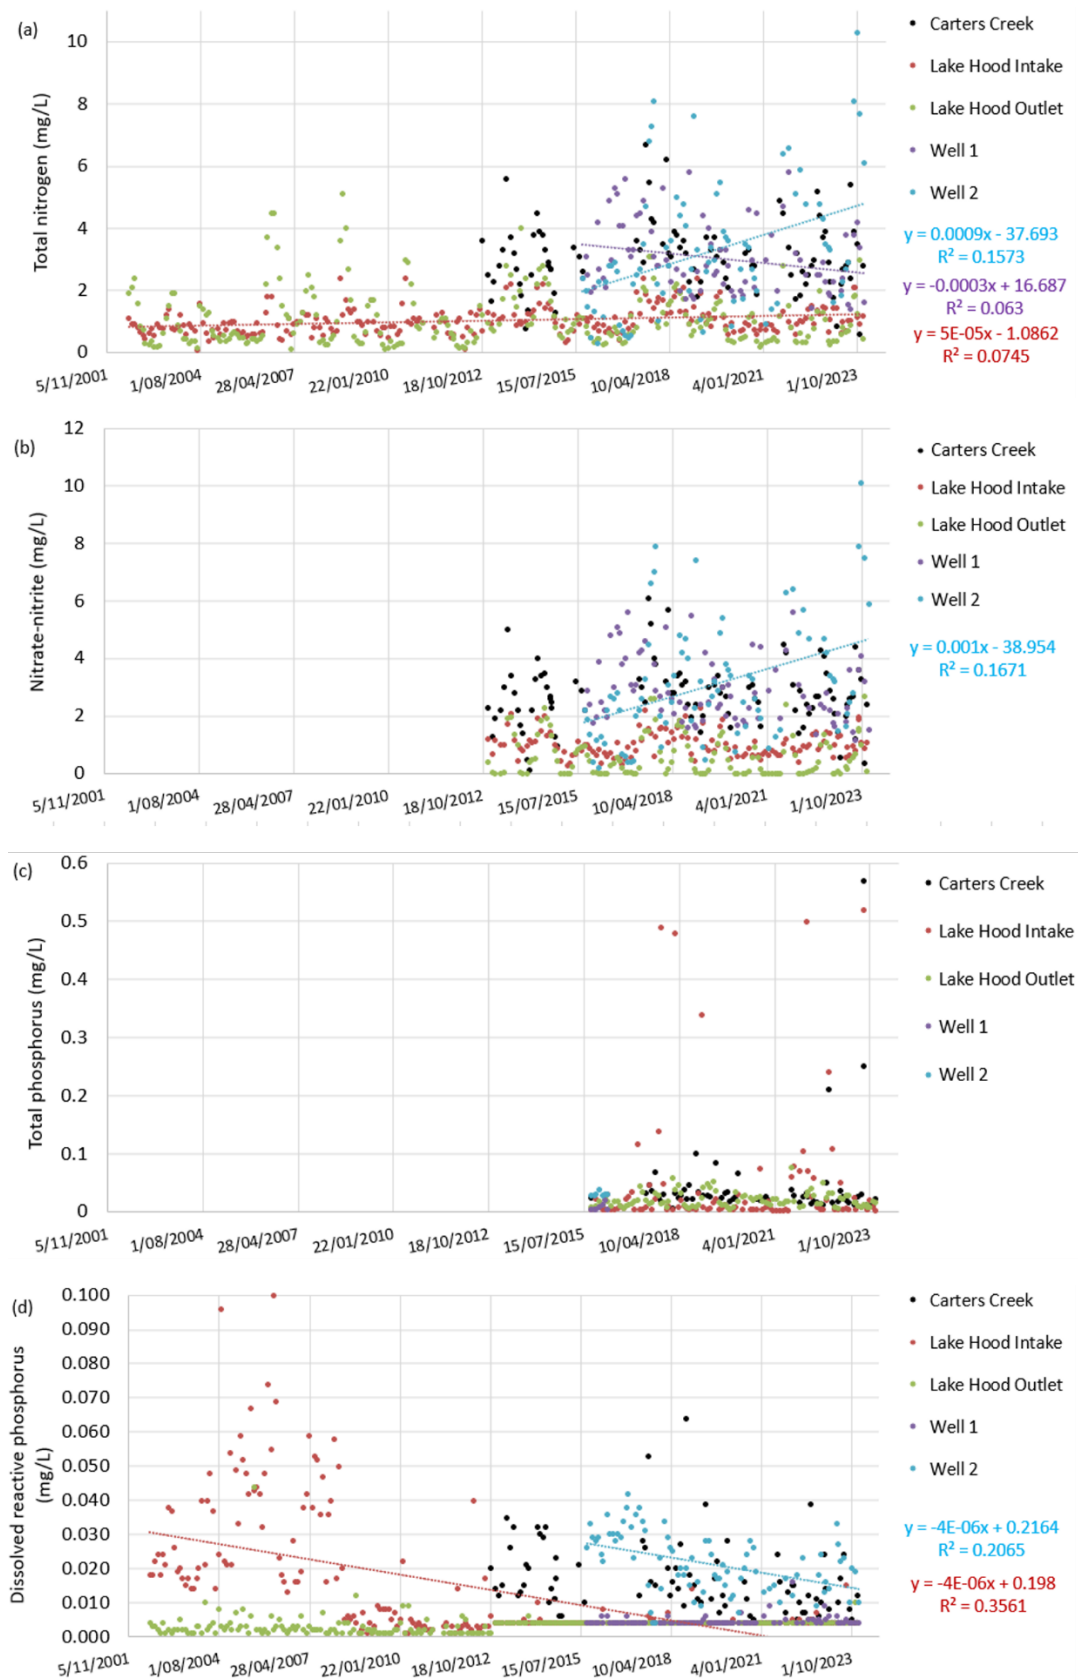 (a)
Total nitrogen (mg/L)
10
8
6
4
2
0
5/11/2001
1/08/2004
28/04/2007
22/01/2010
18/10/2012
15/07/2015
10/04/2018
4/01/2021
1/10/2023
Carters Creek
Lake Hood Intake
Lake Hood Outlet
Well 1
Well 2
y = 0.0009x - 37.693
R² = 0.1573
y = -0.0003x + 16.687
R² = 0.063
y = 5E-05x - 1.0862
R² = 0.0745
(b)
Nitrate-nitrite (mg/L)
12
10
8
6
4
2
0
5/11/2001
1/08/2004
28/04/2007
22/01/2010
18/10/2012
15/07/2015
10/04/2018
4/01/2021
1/10/2023
Carters Creek
Lake Hood Intake
Lake Hood Outlet
Well 1
Well 2
y = 0.001x - 38.954
R² = 0.1671
(c)
Total phosphorus (mg/L)
0.6
0.5
0.4
0.3
0.2
0.1
0
5/11/2001
1/08/2004
28/04/2007
22/01/2010
18/10/2012
15/07/2015
10/04/2018
4/01/2021
1/10/2023
Carters Creek
Lake Hood Intake
Lake Hood Outlet
Well 1
Well 2
(d)
Dissolved reactive phosphorus
(mg/L)
0.100
0.090
0.080
0.070
0.060
0.050
0.040
0.030
0.020
0.010
0.000
5/11/2001
1/08/2004
28/04/2007
22/01/2010
18/10/2012
15/07/2015
10/04/2018
4/01/2021
1/10/2023
Carters Creek
Lake Hood Intake
Lake Hood Outlet
Well 1
Well 2
y = -4E-06x + 0.2164
R² = 0.2065
y = -4E-06x + 0.198
R² = 0.3561